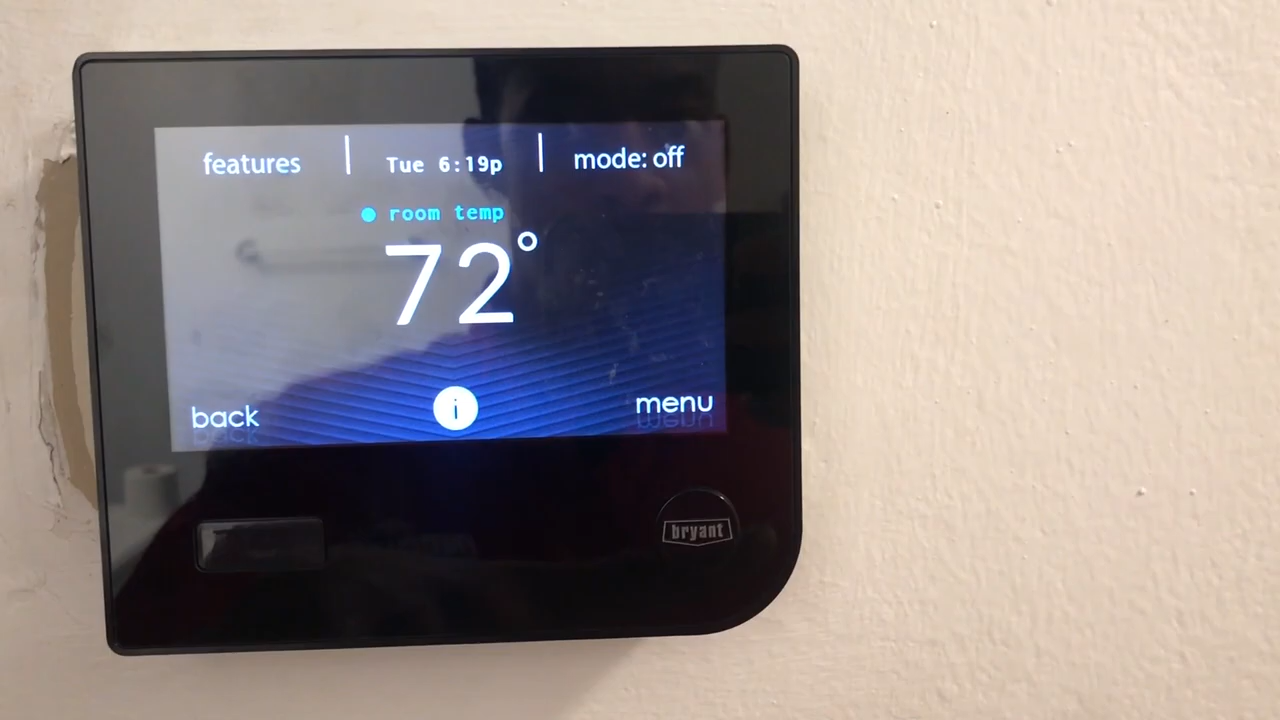 features | Tue 6:19p | mode: off
room temp
72°
back i menu
bryant